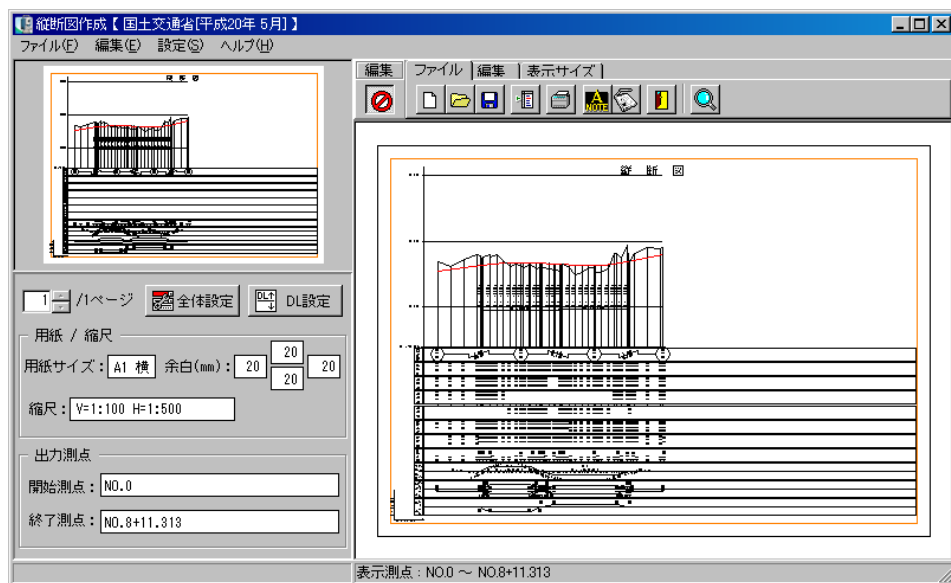 縦断図作成【 国土交通省[平成20年 5月] 】
ファイル(F) 編集(E) 設定(S) ヘルプ(H)
縦断図
1 /1ページ 全体設定 DL↑↓ DL設定
用紙 / 縮尺
用紙サイズ： A1 横 余白(mm)： 20 20 20 20
縮尺： V=1:100 H=1:500
出力測点
開始測点： NO.0
終了測点： NO.8+11.313
編集 ファイル 編集 表示サイズ
A NOTE
縦 断 図
表示測点：NO.0 ～ NO.8+11.313